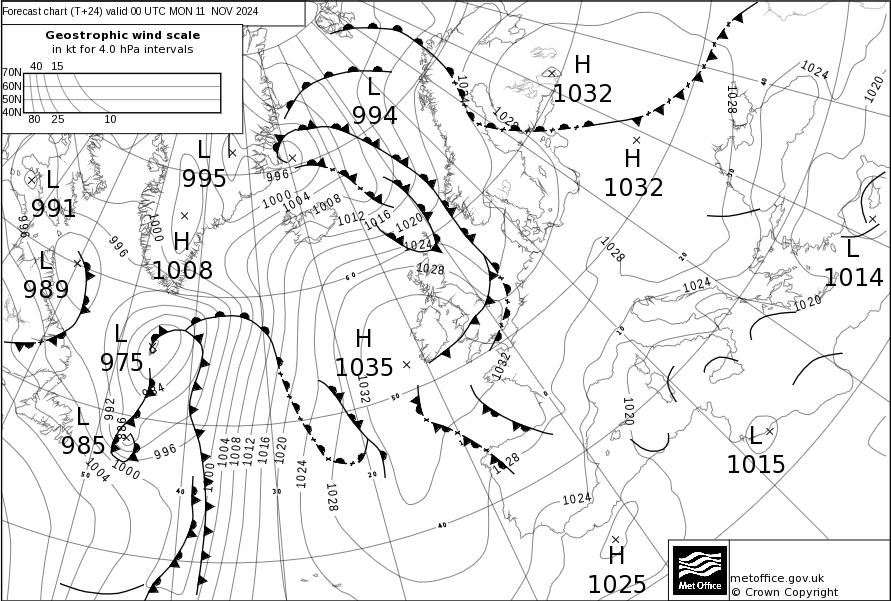 Forecast chart (T+24) valid 00 UTC MON 11 NOV 2024
Geostrophic wind scale
in kt for 4.0 hPa intervals
40 15
70N
60N
50N
40N
80 25 10
L
994
H
1032
H
1032
L
995
L
991
H
1008
L
989
L
975
L
985
H
1035
L
1014
L
1015
H
1025
996
1000
1004
1008
1012
1016
1020
1024
1028
996
996
1000
1028
1028
1024
1020
1028
1024
1020
1032
1032
1020
1028
1024
992
984
988
996
1000
1004
1000
1004
1008
1012
1016
1020
1024
1028
60
50
50
40
40
40
30
30
20
20
10
0
Met Office
metoffice.gov.uk
© Crown Copyright